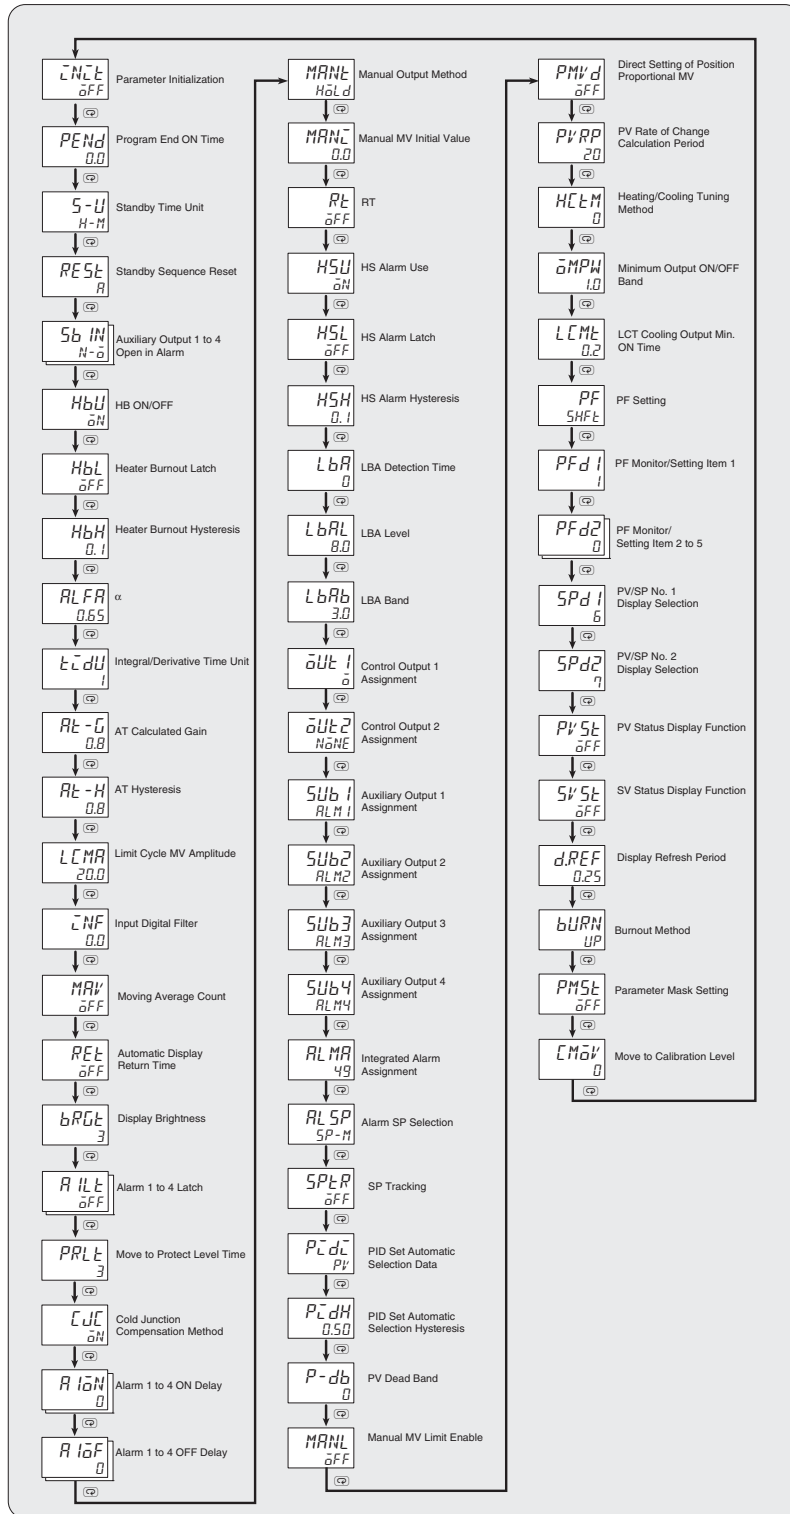 INIT
OFF
Parameter Initialization
PEND
0.0
Program End ON Time
S-U
H-M
Standby Time Unit
REST
A
Standby Sequence Reset
Sb1N
N-O
Auxiliary Output 1 to 4
Open in Alarm
HbU
ON
HB ON/OFF
HbL
OFF
Heater Burnout Latch
HbH
0.1
Heater Burnout Hysteresis
ALFA
0.65
α
TIDU
1
Integral/Derivative Time Unit
AT-G
0.8
AT Calculated Gain
AT-H
0.8
AT Hysteresis
LCMA
20.0
Limit Cycle MV Amplitude
INF
0.0
Input Digital Filter
MAV
OFF
Moving Average Count
RET
OFF
Automatic Display
Return Time
bRGT
3
Display Brightness
A1LT
OFF
Alarm 1 to 4 Latch
PRLT
3
Move to Protect Level Time
CJC
ON
Cold Junction
Compensation Method
A1ON
0
Alarm 1 to 4 ON Delay
A1OF
0
Alarm 1 to 4 OFF Delay
MANT
HOLD
Manual Output Method
MANI
0.0
Manual MV Initial Value
RT
OFF
RT
HSU
ON
HS Alarm Use
HSL
OFF
HS Alarm Latch
HSH
0.1
HS Alarm Hysteresis
LbA
0
LBA Detection Time
LbAL
8.0
LBA Level
LbAb
3.0
LBA Band
OUT1
O
Control Output 1
Assignment
OUT2
NONE
Control Output 2
Assignment
SUb1
ALM1
Auxiliary Output 1
Assignment
SUb2
ALM2
Auxiliary Output 2
Assignment
SUb3
ALM3
Auxiliary Output 3
Assignment
SUb4
ALM4
Auxiliary Output 4
Assignment
ALMA
49
Integrated Alarm
Assignment
ALSP
SP-M
Alarm SP Selection
SPTR
OFF
SP Tracking
PIDI
PV
PID Set Automatic
Selection Data
PIDH
0.50
PID Set Automatic
Selection Hysteresis
P-db
0
PV Dead Band
MANL
OFF
Manual MV Limit Enable
PMVd
OFF
Direct Setting of Position
Proportional MV
PVRP
20
PV Rate of Change
Calculation Period
HCTM
0
Heating/Cooling Tuning
Method
OMPW
1.0
Minimum Output ON/OFF
Band
LCMT
0.2
LCT Cooling Output Min.
ON Time
PF
SHFT
PF Setting
PFd1
1
PF Monitor/Setting Item 1
PFd2
0
PF Monitor/
Setting Item 2 to 5
SPd1
6
PV/SP No. 1
Display Selection
SPd2
7
PV/SP No. 2
Display Selection
PVST
OFF
PV Status Display Function
SVST
OFF
SV Status Display Function
d.REF
0.25
Display Refresh Period
bURN
UP
Burnout Method
PMST
OFF
Parameter Mask Setting
CMOV
0
Move to Calibration Level